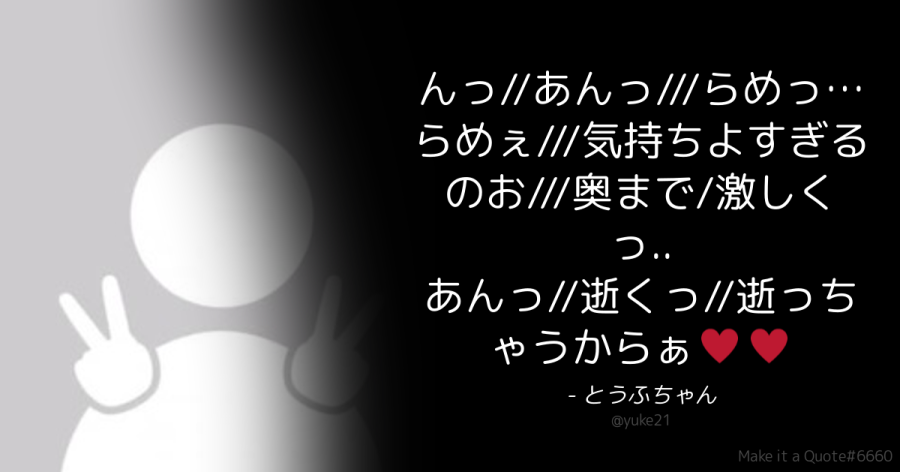 んっ//あんっ///らめっ…
らめぇ///気持ちよすぎる
のお///奥まで/激しく
っ..
あんっ//逝くっ//逝っち
ゃうからぁ♥♥
- とうふちゃん
@yuke21
Make it a Quote#6660